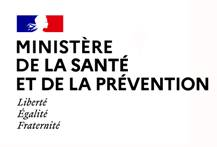 MINISTÈRE
DE LA SANTÉ
ET DE LA PRÉVENTION
Liberté
Égalité
Fraternité